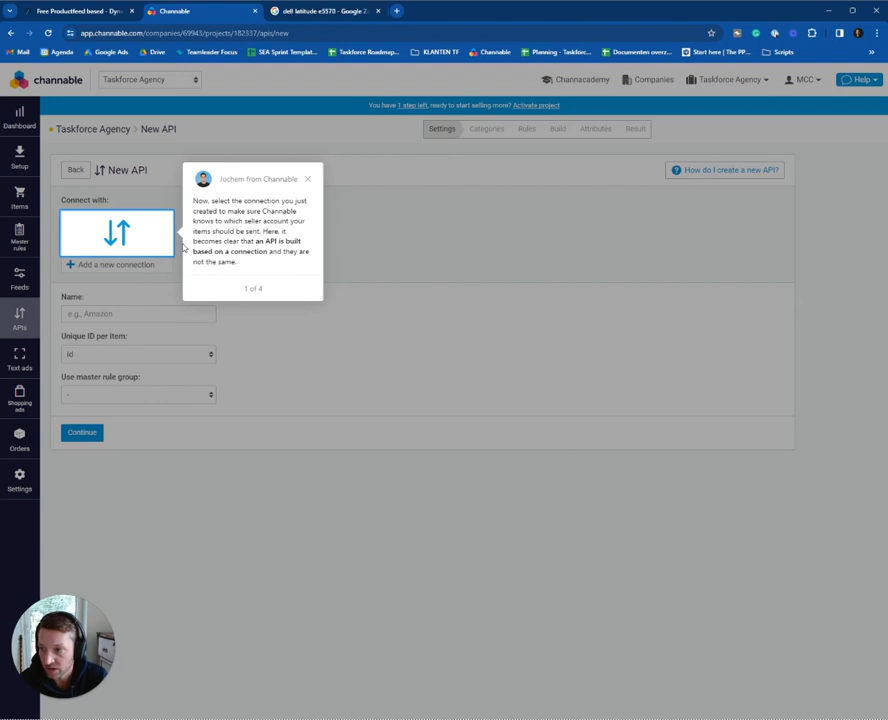 Free Productfeed based - Dyn
Channable
dell latitude e5570 - Google Z
app.channable.com/companies/69943/projects/182337/apis/new
Mail
Agenda
Google Ads
Drive
Teamleader Focus
SEA Sprint Templat...
Taskforce Roadmap...
KLANTEN TF
Channable
Planning - Taskforc...
Documenten overz...
Start here | The PP...
Scripts
channable
Taskforce Agency
Channacademy
Companies
Taskforce Agency
MCC
Help
You have 1 step left, ready to start selling more? Activate project
Dashboard
Setup
Items
Master rules
Feeds
APIs
Text ads
Shopping ads
Orders
Settings
Taskforce Agency > New API
Settings
Categories
Rules
Build
Attributes
Result
Back
New API
How do I create a new API?
Connect with:
Add a new connection
Jochem from Channable
Now, select the connection you just
created to make sure Channable
knows to which seller account your
items should be sent. Here, it
becomes clear that an API is built
based on a connection and they are
not the same.
1 of 4
Name:
e.g., Amazon
Unique ID per item:
id
Use master rule group:
-
Continue